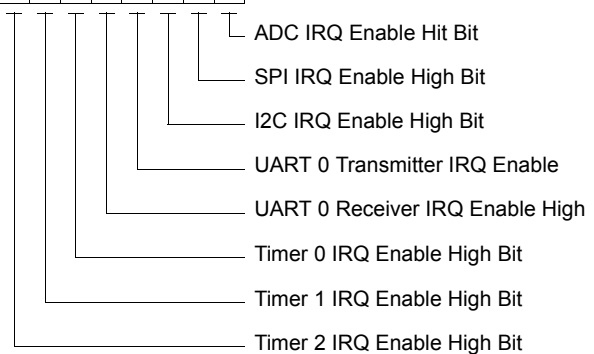 ADC IRQ Enable Hit Bit
SPI IRQ Enable High Bit
I2C IRQ Enable High Bit
UART 0 Transmitter IRQ Enable
UART 0 Receiver IRQ Enable High
Timer 0 IRQ Enable High Bit
Timer 1 IRQ Enable High Bit
Timer 2 IRQ Enable High Bit